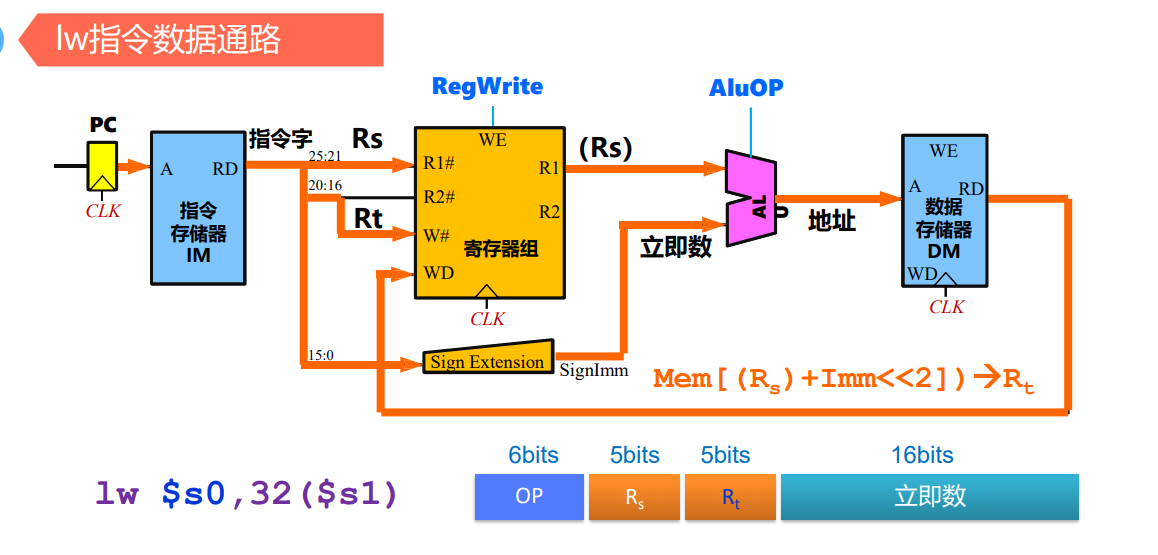 lw指令数据通路
RegWrite
AluOP
PC
CLK
A
RD
指令
存储器
IM
指令字
Rs
25:21
20:16
Rt
15:0
WE
R1#
R1
R2#
R2
W#
寄存器组
WD
CLK
(Rs)
Sign Extension
SignImm
立即数
ALU
地址
WE
A
RD
数据
存储器
DM
WD
CLK
Mem[(Rs)+Imm<<2])→Rt
6bits
5bits
5bits
16bits
lw $s0,32($s1)
OP
Rs
Rt
立即数